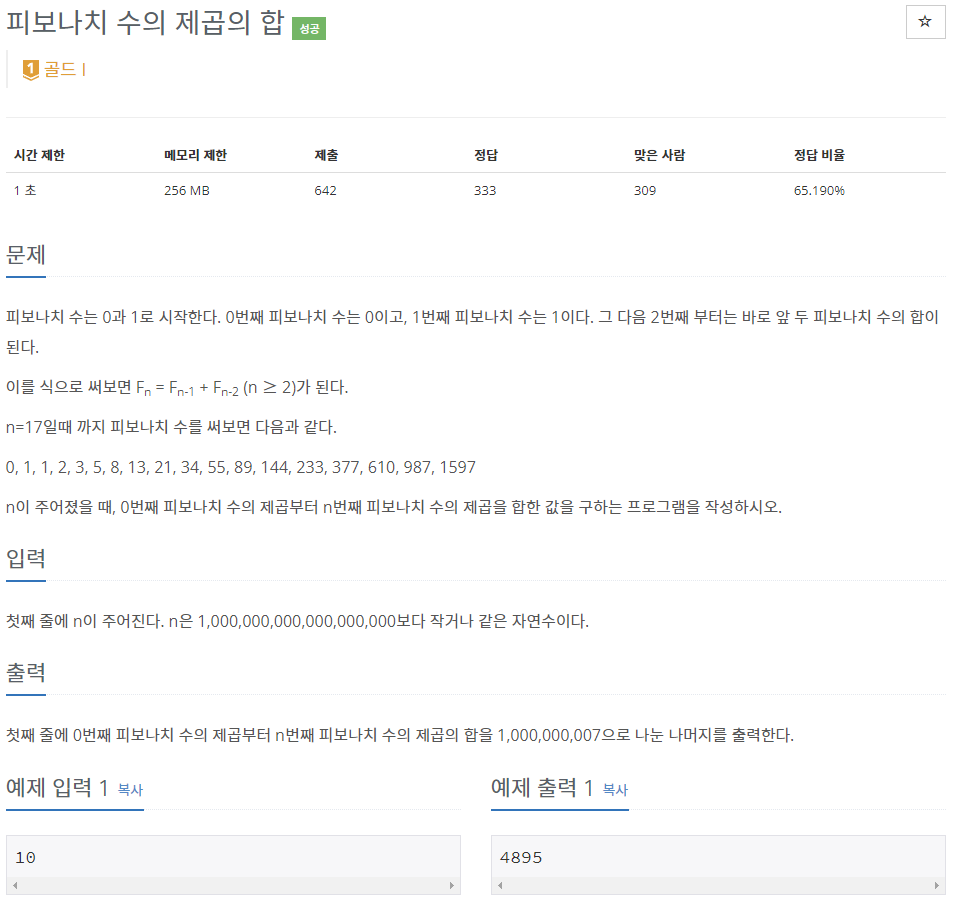 피보나치 수의 제곱의 합 성공
☆
1 골드 I
시간 제한 메모리 제한 제출 정답 맞은 사람 정답 비율
1 초 256 MB 642 333 309 65.190%
문제
피보나치 수는 0과 1로 시작한다. 0번째 피보나치 수는 0이고, 1번째 피보나치 수는 1이다. 그 다음 2번째 부터는 바로 앞 두 피보나치 수의 합이
된다.
이를 식으로 써보면 Fn = Fn-1 + Fn-2 (n ≥ 2)가 된다.
n=17일때 까지 피보나치 수를 써보면 다음과 같다.
0, 1, 1, 2, 3, 5, 8, 13, 21, 34, 55, 89, 144, 233, 377, 610, 987, 1597
n이 주어졌을 때, 0번째 피보나치 수의 제곱부터 n번째 피보나치 수의 제곱을 합한 값을 구하는 프로그램을 작성하시오.
입력
첫째 줄에 n이 주어진다. n은 1,000,000,000,000,000,000보다 작거나 같은 자연수이다.
출력
첫째 줄에 0번째 피보나치 수의 제곱부터 n번째 피보나치 수의 제곱의 합을 1,000,000,007으로 나눈 나머지를 출력한다.
예제 입력 1 복사
10
예제 출력 1 복사
4895